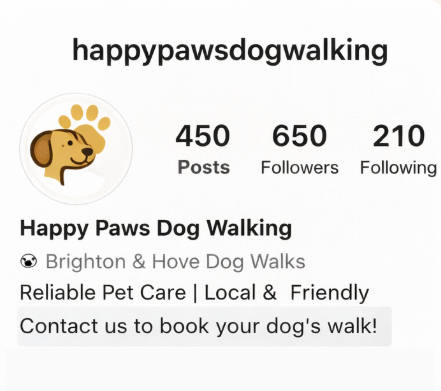 happypawsdogwalking
450 650 210
Posts Followers Following
Happy Paws Dog Walking
Brighton & Hove Dog Walks
Reliable Pet Care | Local & Friendly
Contact us to book your dog's walk!